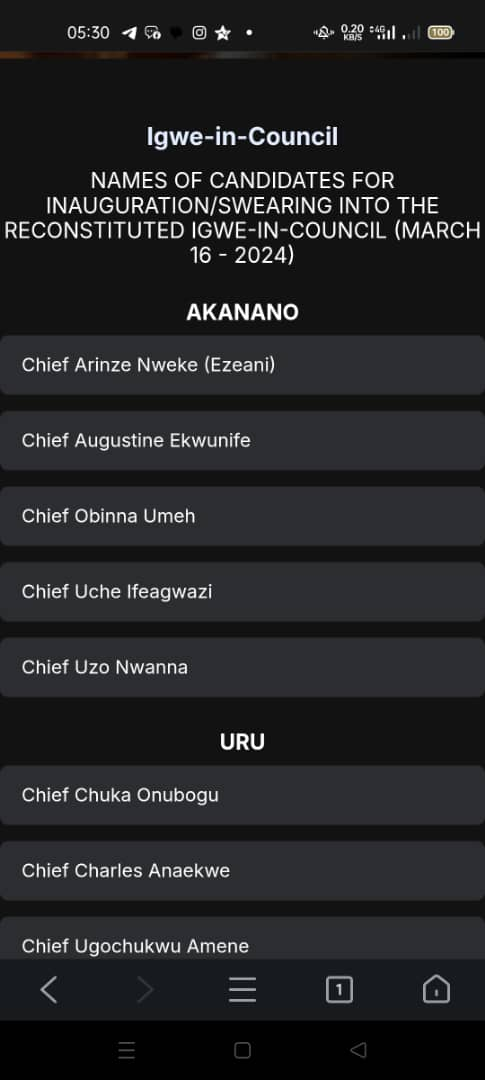 05:30
0.20
KB/S
4G
100
Igwe-in-Council
NAMES OF CANDIDATES FOR
INAUGURATION/SWEARING INTO THE
RECONSTITUTED IGWE-IN-COUNCIL (MARCH
16 - 2024)
AKANANO
Chief Arinze Nweke (Ezeani)
Chief Augustine Ekwunife
Chief Obinna Umeh
Chief Uche Ifeagwazi
Chief Uzo Nwanna
URU
Chief Chuka Onubogu
Chief Charles Anaekwe
Chief Ugochukwu Amene
1